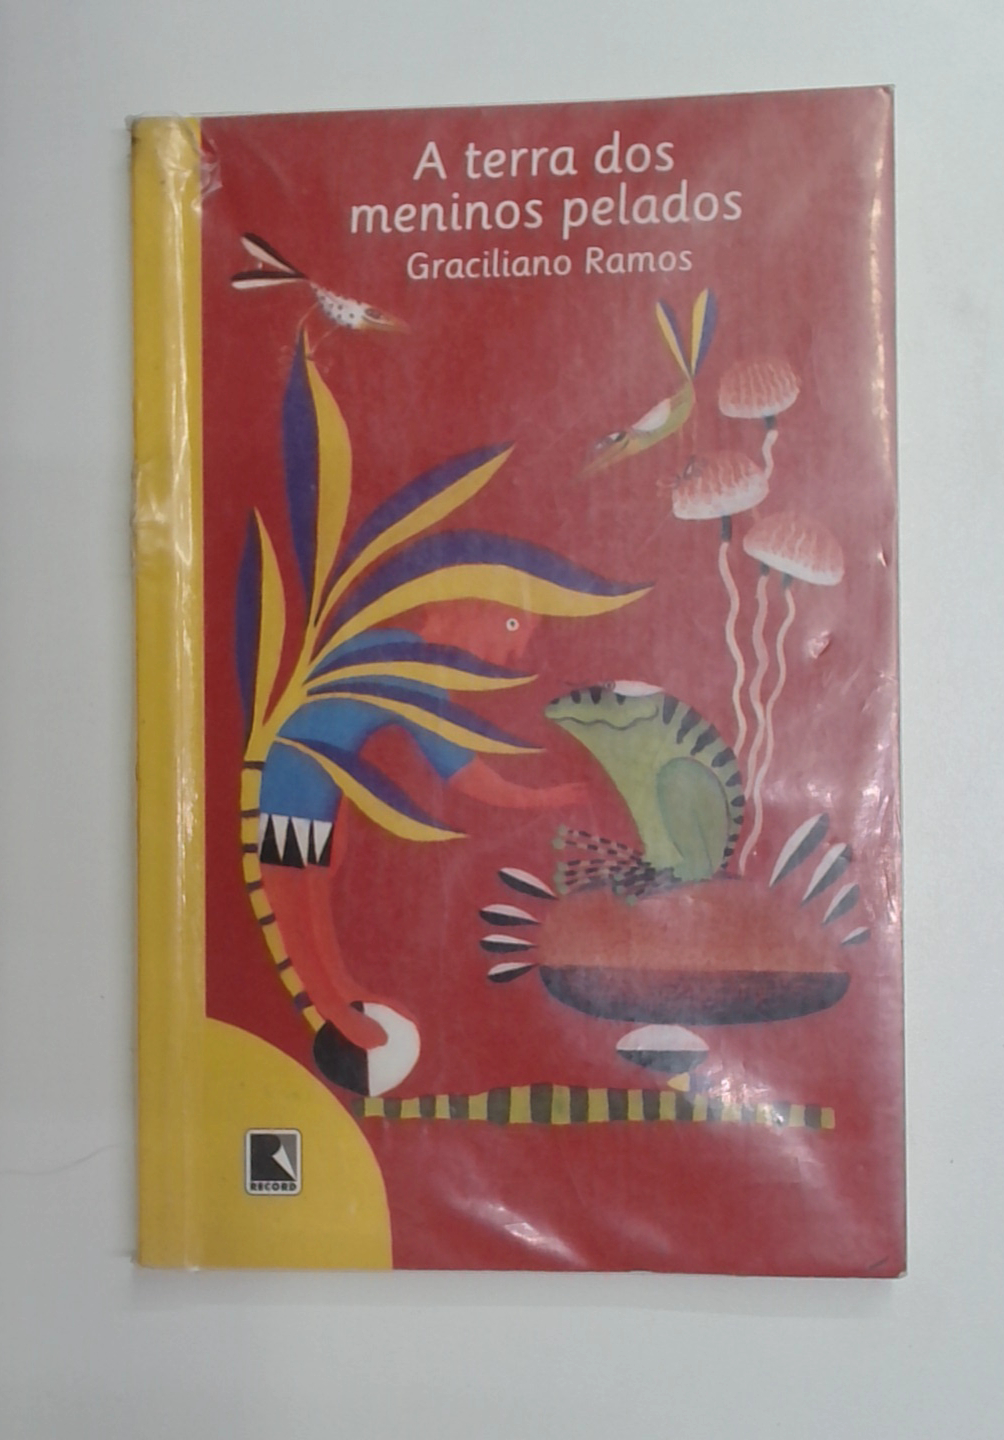 A terra dos
meninos pelados
Graciliano Ramos
RECORD